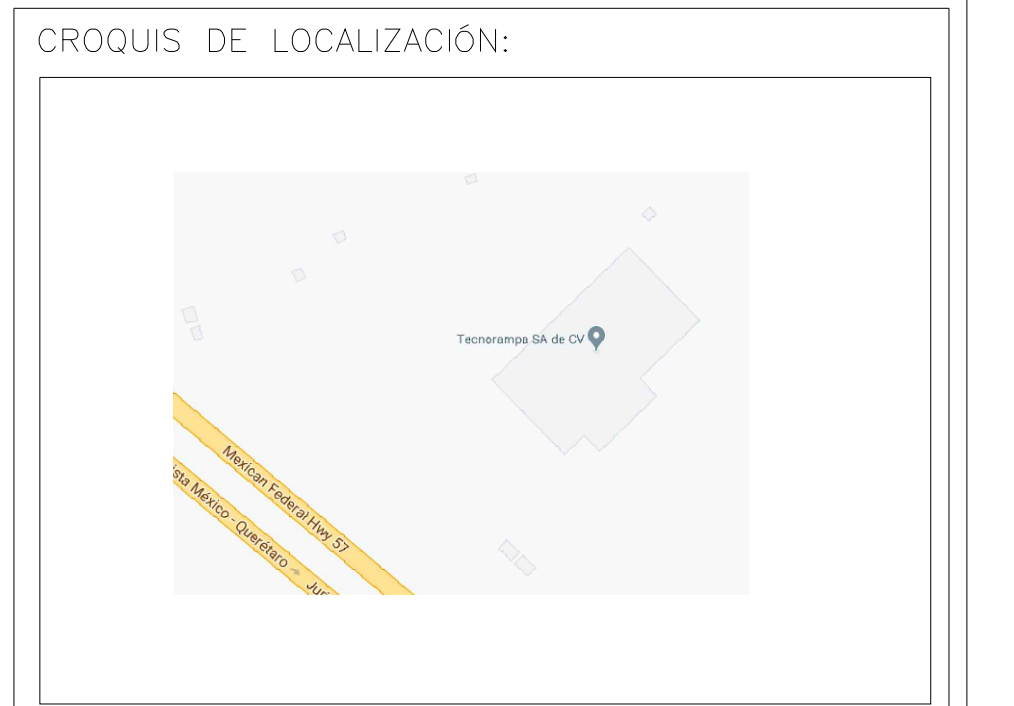 CROQUIS DE LOCALIZACIÓN:
Tecnorampa SA de CV
Mexican Federal Hwy 57
ista México - Querétaro